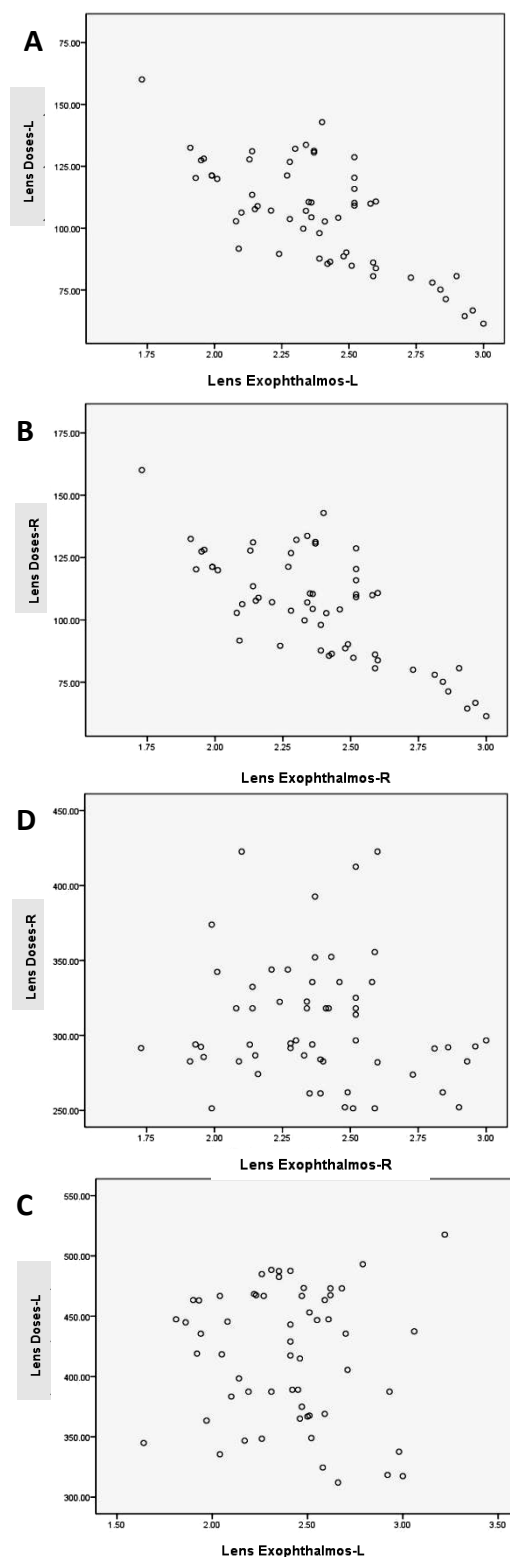 A
75.00
150.00
125.00
100.00
75.00
Lens Doses-L
1.75 2.00 2.25 2.50 2.75 3.00
Lens Exophthalmos-L
B
175.00
150.00
125.00
100.00
75.00
Lens Doses-R
1.75 2.00 2.25 2.50 2.75 3.00
Lens Exophthalmos-R
D
450.00
400.00
350.00
300.00
250.00
Lens Doses-R
1.75 2.00 2.25 2.50 2.75 3.00
Lens Exophthalmos-R
C
550.00
500.00
450.00
400.00
350.00
300.00
Lens Doses-L
1.50 2.00 2.50 3.00 3.50
Lens Exophthalmos-L